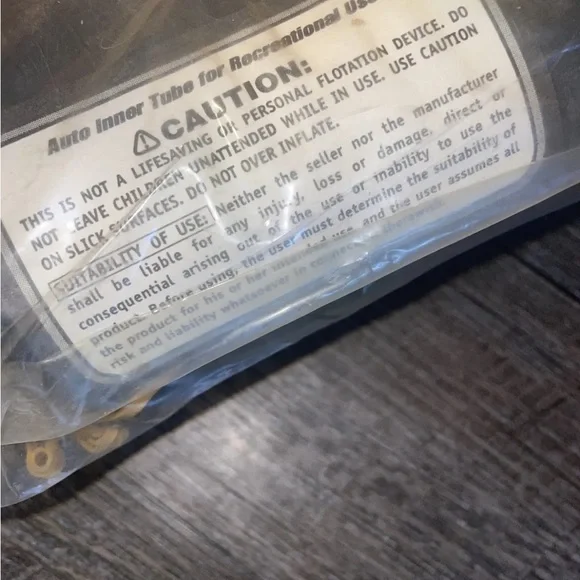 Auto Inner Tube for Recreational Use
⚠CAUTION:
THIS IS NOT A LIFESAVING OR PERSONAL FLOTATION DEVICE. DO
NOT LEAVE CHILDREN UNATTENDED WHILE IN USE. USE CAUTION
ON SLICK SURFACES. DO NOT OVER INFLATE.
SUITABILITY OF USE: Neither the seller nor the manufacturer
shall be liable for any injury, loss or damage, direct or
consequential arising out of the use or inability to use the
product. Before using, the user must determine the suitability of
the product for his or her intended use, and the user assumes all
risk and liability whatsoever in connection therewith.